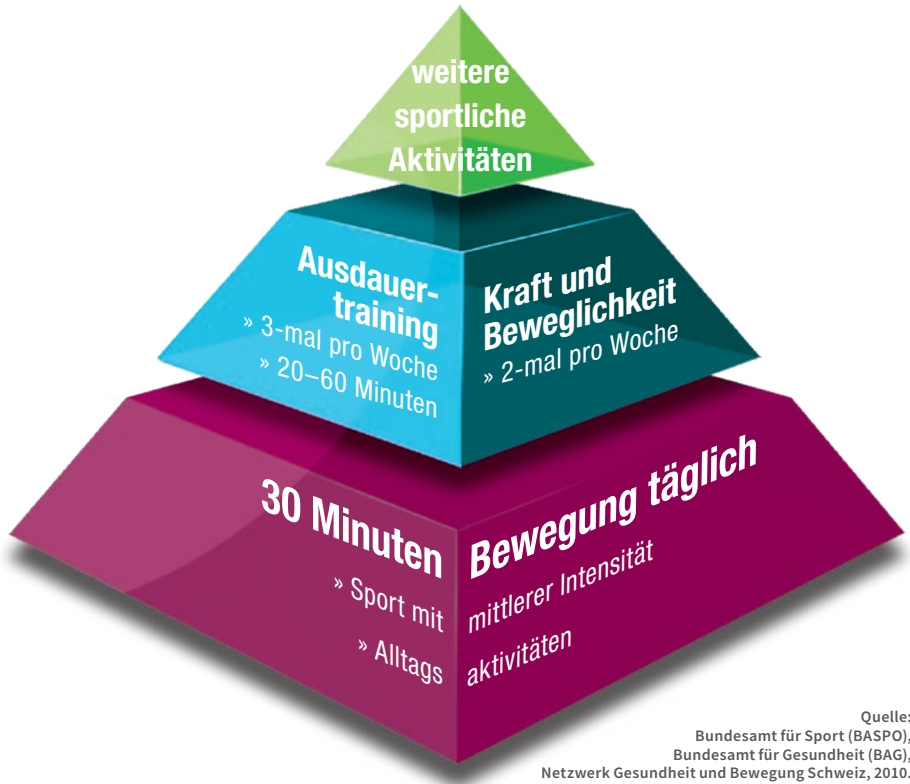 weitere
sportliche
Aktivitäten
Ausdauer-
training
» 3-mal pro Woche
» 20–60 Minuten
Kraft und
Beweglichkeit
» 2-mal pro Woche
30 Minuten Bewegung täglich
» Sport mit mittlerer Intensität
» Alltags aktivitäten
Quelle:
Bundesamt für Sport (BASPO),
Bundesamt für Gesundheit (BAG),
Netzwerk Gesundheit und Bewegung Schweiz, 2010.